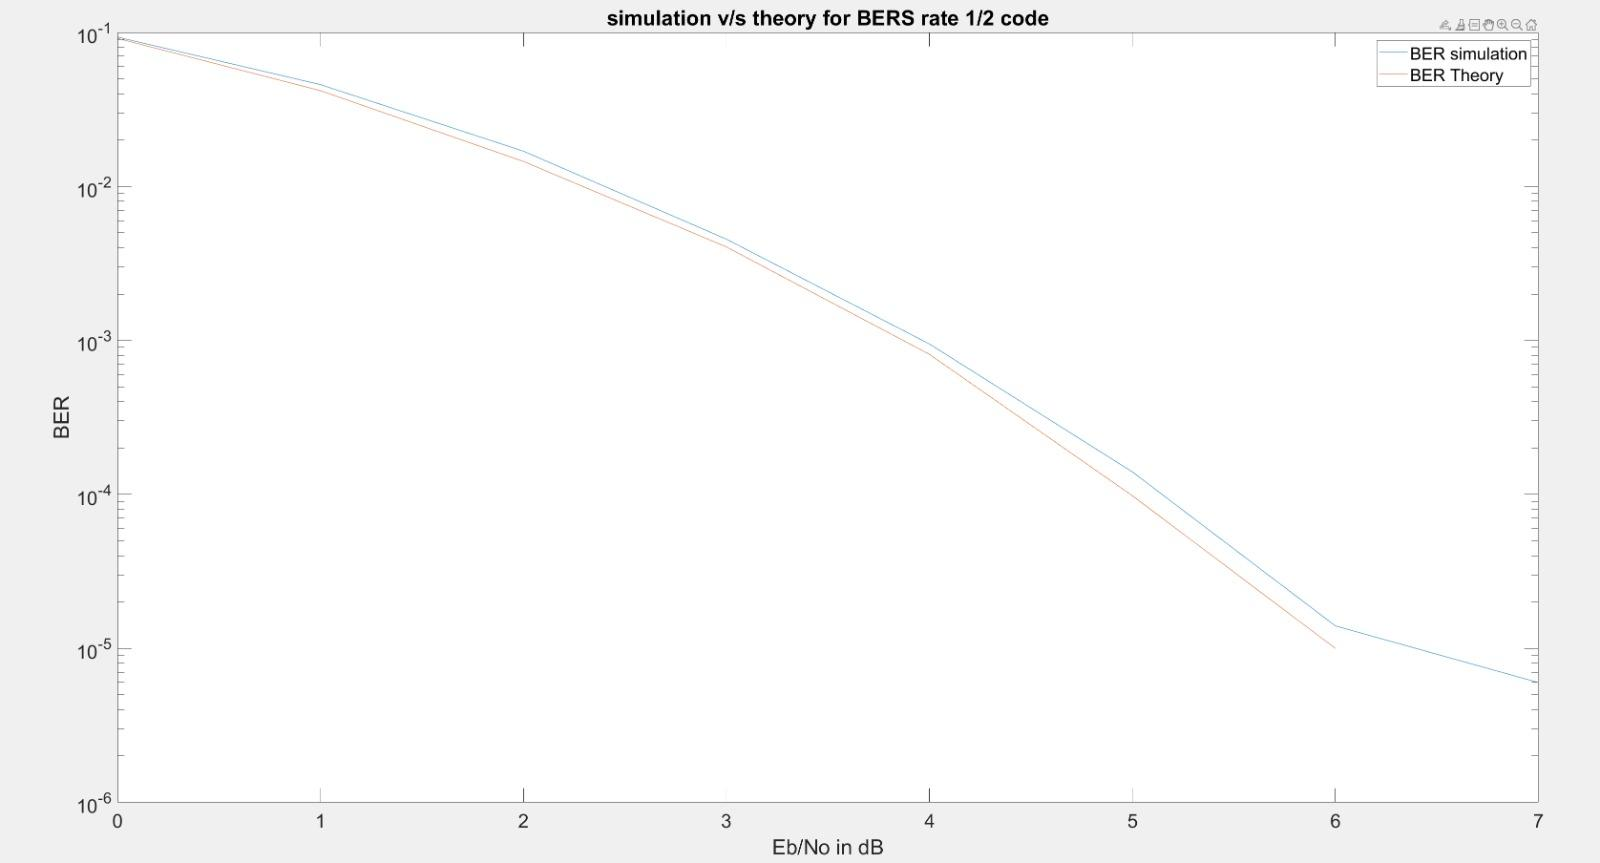 simulation v/s theory for BERS rate 1/2 code
BER simulation
BER Theory
10-1
10-2
10-3
10-4
10-5
10-6
BER
0 1 2 3 4 5 6 7
Eb/No in dB